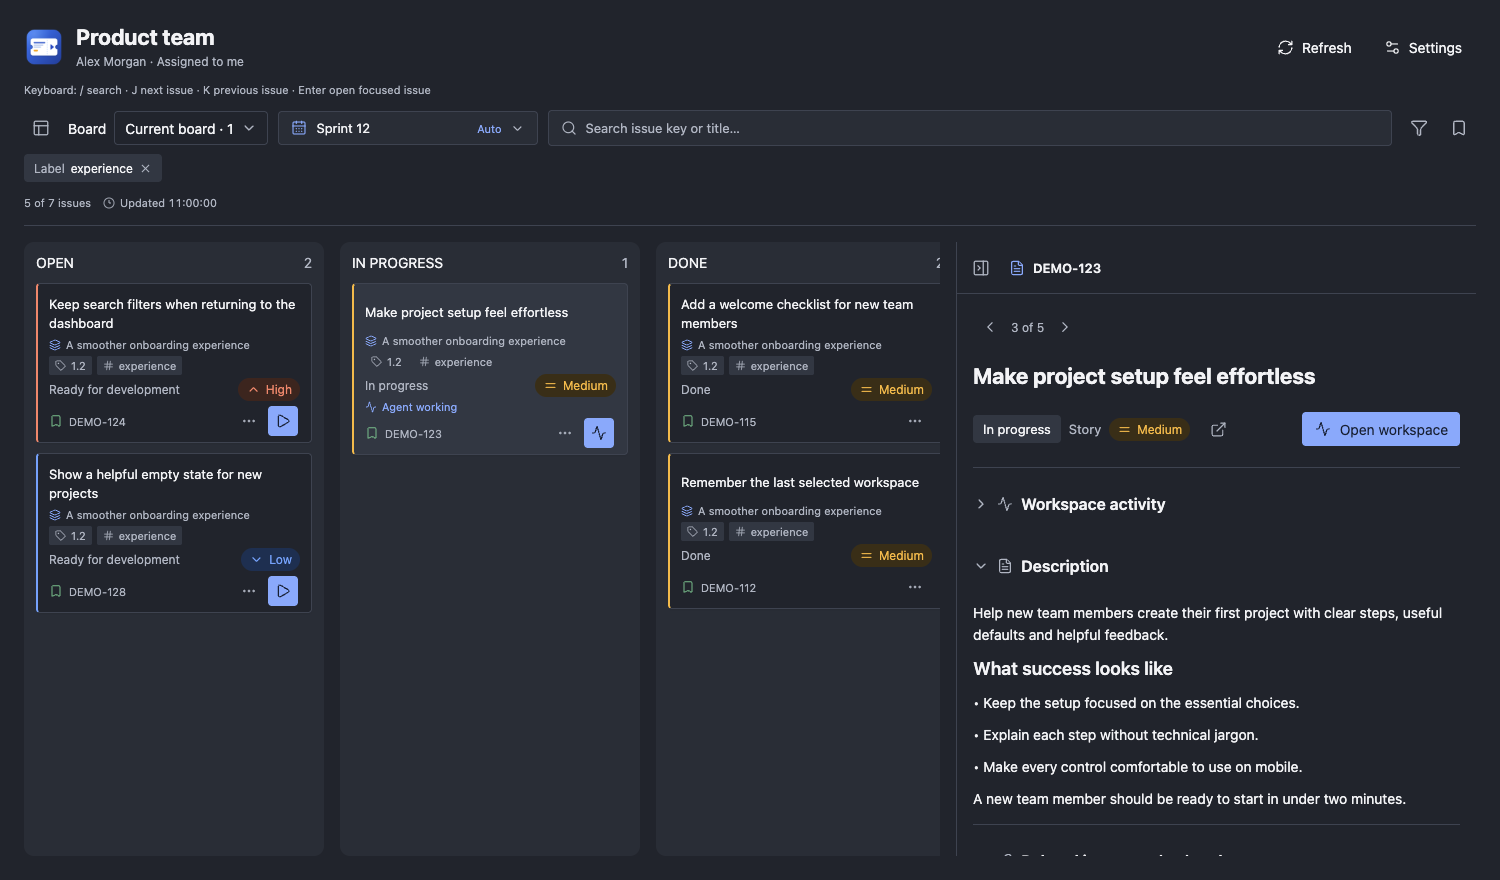 Product team
Alex Morgan · Assigned to me
Refresh
Settings
Keyboard: / search · J next issue · K previous issue · Enter open focused issue
Board
Current board · 1
Sprint 12
Auto
Search issue key or title...
Label experience
5 of 7 issues
Updated 11:00:00
OPEN
2
Keep search filters when returning to the
dashboard
A smoother onboarding experience
1.2
# experience
Ready for development
High
DEMO-124
Show a helpful empty state for new
projects
A smoother onboarding experience
1.2
# experience
Ready for development
Low
DEMO-128
IN PROGRESS
1
Make project setup feel effortless
A smoother onboarding experience
1.2
# experience
In progress
Medium
Agent working
DEMO-123
DONE
Add a welcome checklist for new team
members
A smoother onboarding experience
1.2
# experience
Done
Medium
DEMO-115
Remember the last selected workspace
A smoother onboarding experience
1.2
# experience
Done
Medium
DEMO-112
DEMO-123
3 of 5
Make project setup feel effortless
In progress
Story
Medium
Open workspace
Workspace activity
Description
Help new team members create their first project with clear steps, useful
defaults and helpful feedback.
What success looks like
• Keep the setup focused on the essential choices.
• Explain each step without technical jargon.
• Make every control comfortable to use on mobile.
A new team member should be ready to start in under two minutes.